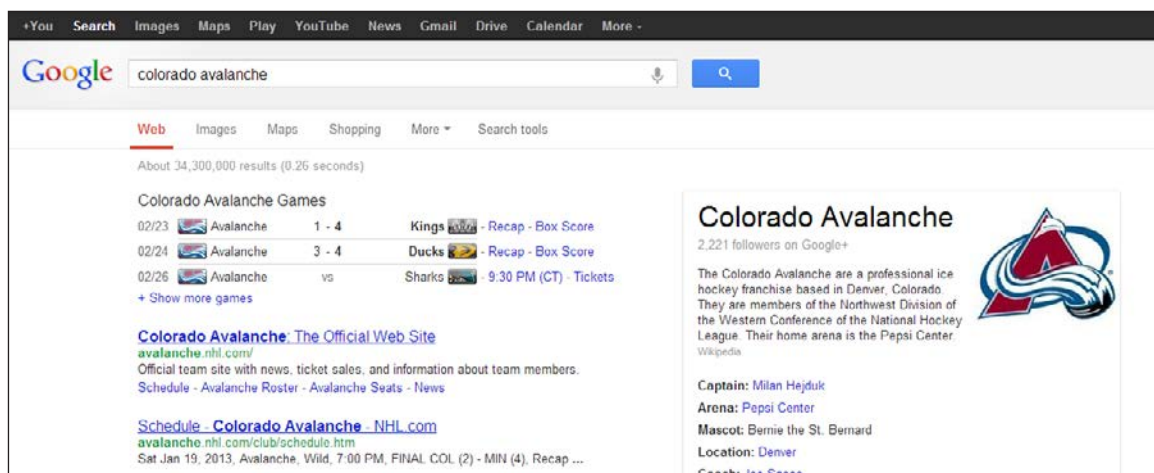 +You Search Images Maps Play YouTube News Gmail Drive Calendar More
Google colorado avalanche
Web Images Maps Shopping More Search tools
About 34,300,000 results (0.26 seconds)
Colorado Avalanche Games
02/23 Avalanche 1 - 4 Kings - Recap - Box Score
02/24 Avalanche 3 - 4 Ducks - Recap - Box Score
02/26 Avalanche vs Sharks - 9:30 PM (CT) - Tickets
+ Show more games
Colorado Avalanche: The Official Web Site
avalanche.nhl.com/
Official team site with news, ticket sales, and information about team members.
Schedule - Avalanche Roster - Avalanche Seats - News
Schedule - Colorado Avalanche - NHL.com
avalanche.nhl.com/club/schedule.htm
Sat Jan 19, 2013, Avalanche, Wild, 7:00 PM, FINAL COL (2) - MIN (4), Recap ...
Colorado Avalanche
2,221 followers on Google+
The Colorado Avalanche are a professional ice
hockey franchise based in Denver, Colorado.
They are members of the Northwest Division of
the Western Conference of the National Hockey
League. Their home arena is the Pepsi Center.
Wikipedia
Captain: Milan Hejduk
Arena: Pepsi Center
Mascot: Bernie the St. Bernard
Location: Denver